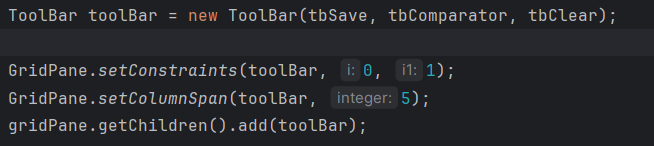 ToolBar toolBar = new ToolBar(tbSave, tbComparator, tbClear);
GridPane.setConstraints(toolBar, i: 0, i1: 1);
GridPane.setColumnSpan(toolBar, integer: 5);
gridPane.getChildren().add(toolBar);